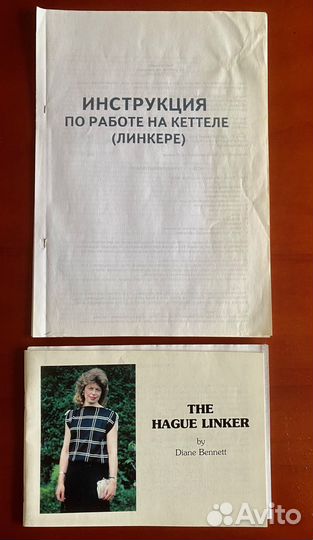 ИНСТРУКЦИЯ
ПО РАБОТЕ НА КЕТТЕЛЕ
(ЛИНКЕРЕ)
THE
HAGUE LINKER
by
Diane Bennett
Avito